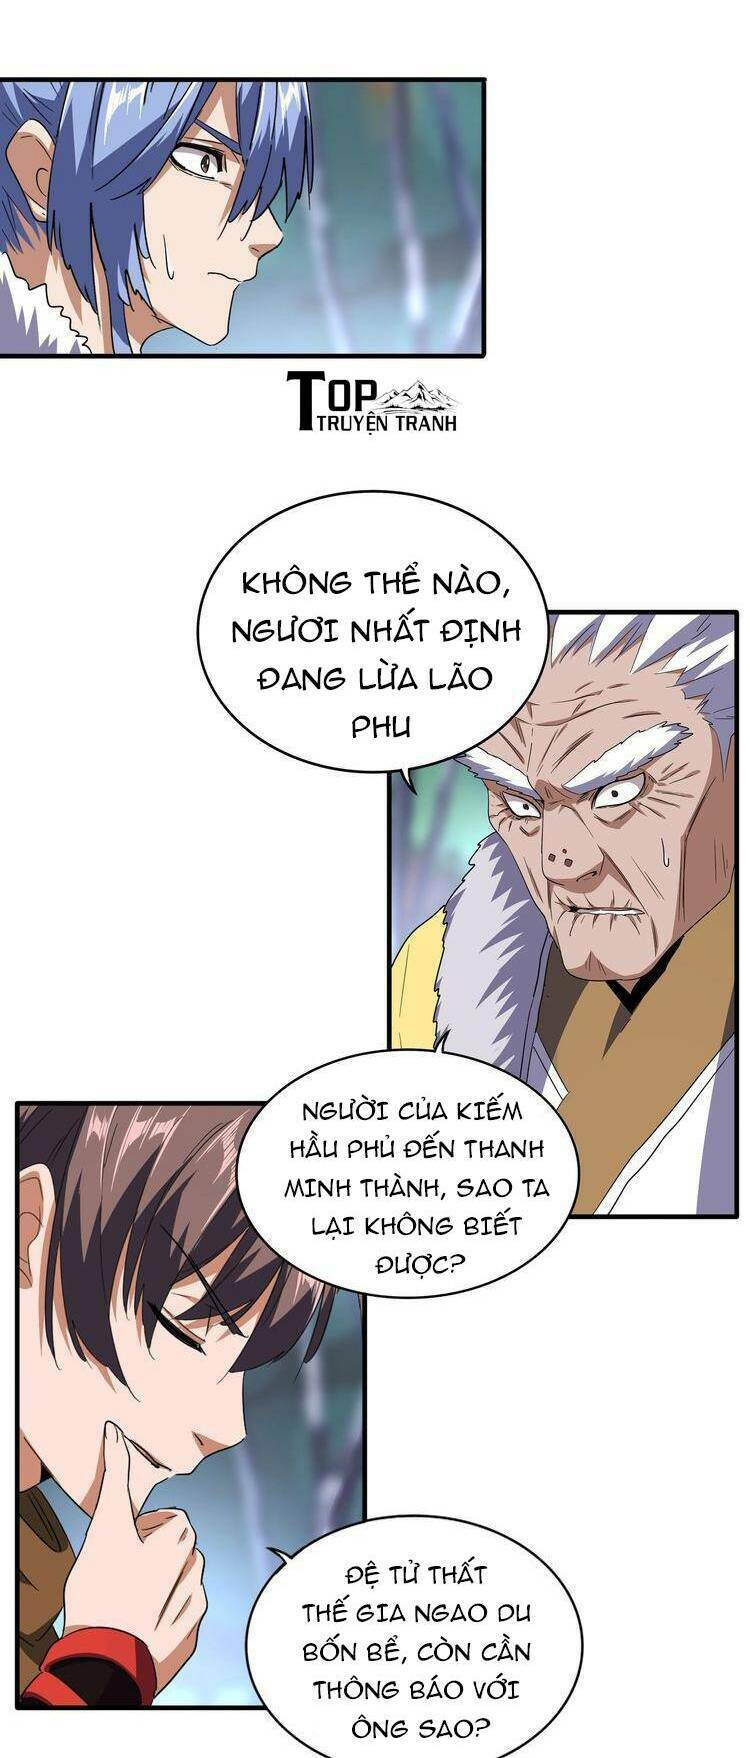 TOP
TRUYỆN TRANH
KHÔNG THỂ NÀO,
NGƯƠI NHẤT ĐỊNH
ĐANG LỪA LÃO
PHU
NGƯỜI CỦA KIẾM
HẦU PHỦ ĐẾN THANH
MINH THÀNH, SAO TA
LẠI KHÔNG BIẾT
ĐƯỢC?
ĐỆ TỬ THẤT
THẾ GIA NGAO DU
BỐN BỂ, CÒN CẦN
THÔNG BÁO VỚI
ÔNG SAO?